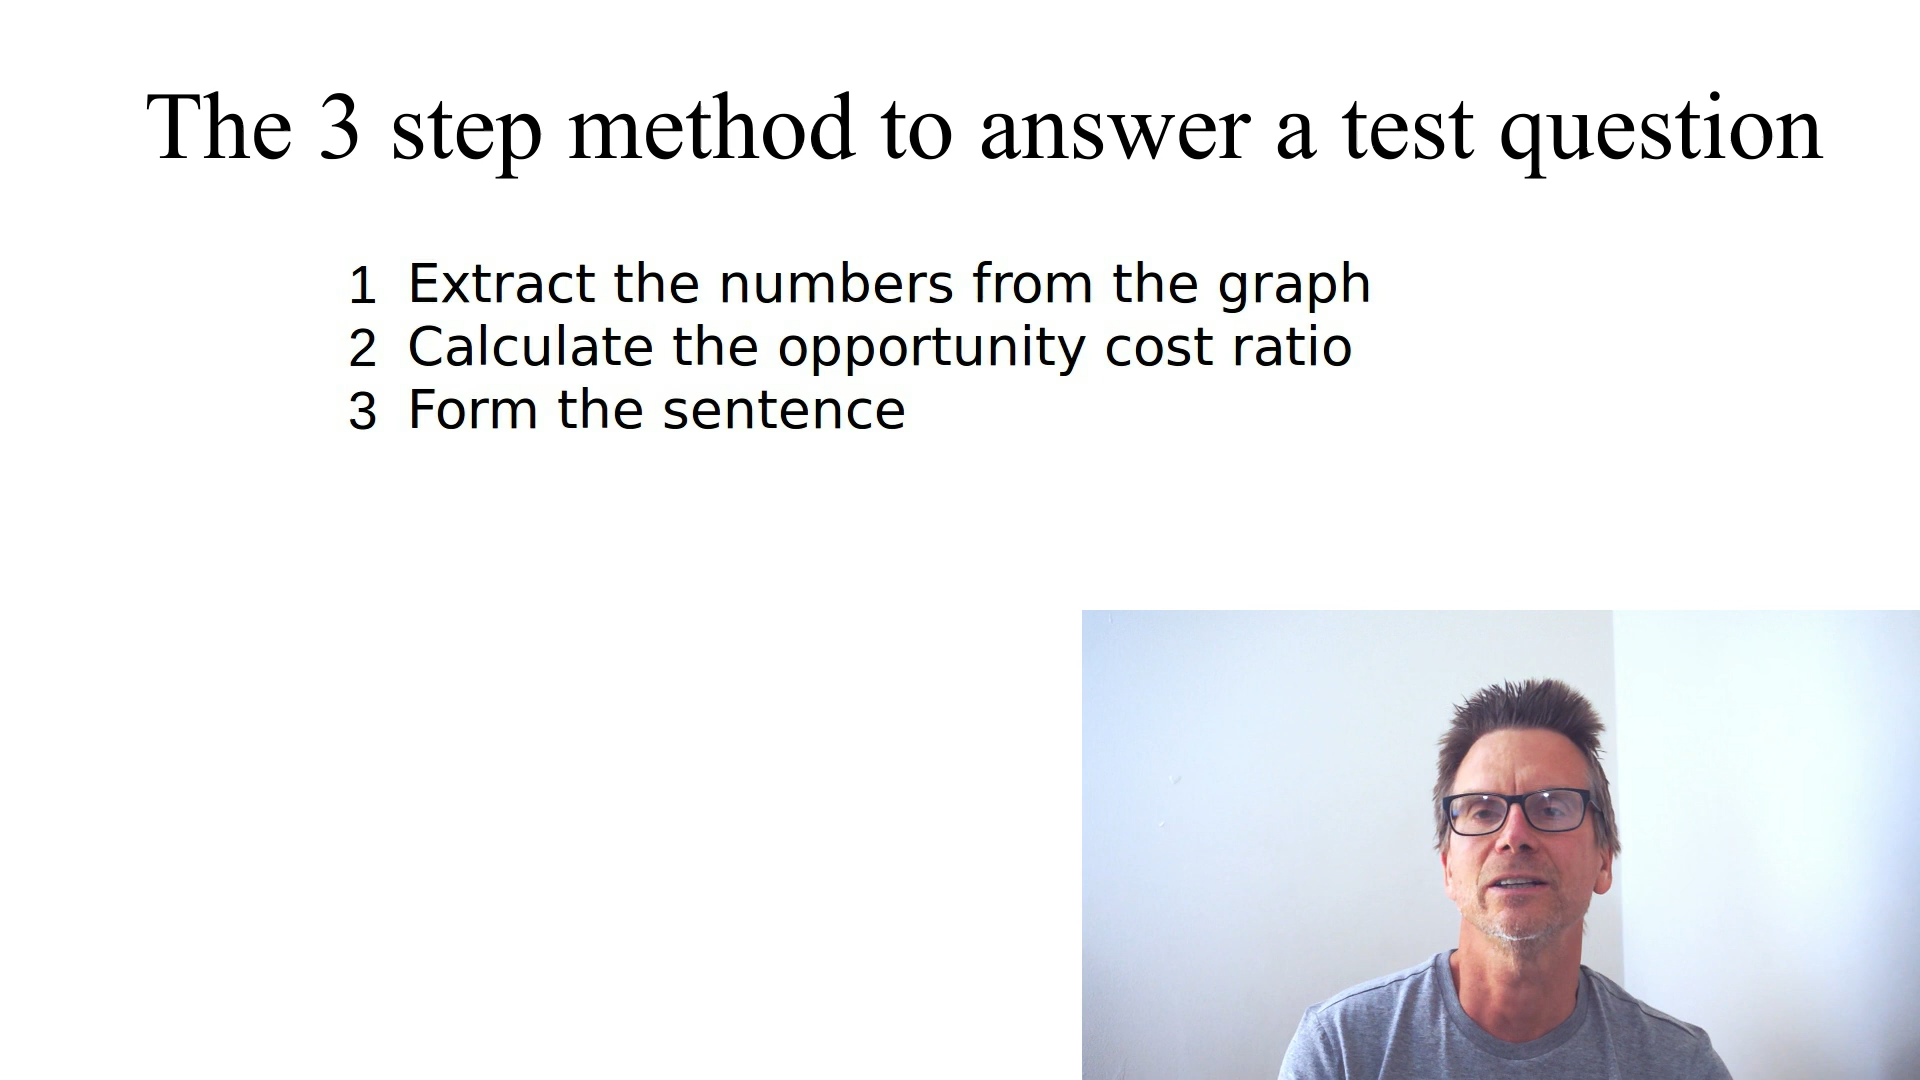 The 3 step method to answer a test question
1 Extract the numbers from the graph
2 Calculate the opportunity cost ratio
3 Form the sentence